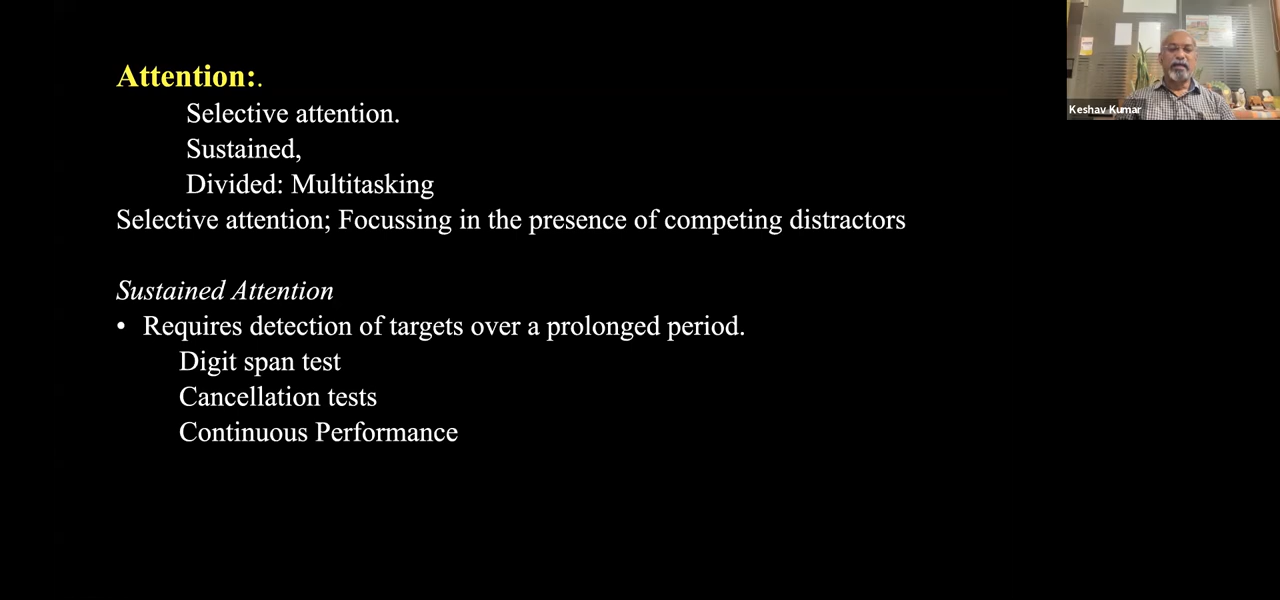 Attention:.
Selective attention.
Sustained,
Divided: Multitasking
Selective attention; Focussing in the presence of competing distractors
Sustained Attention
• Requires detection of targets over a prolonged period.
Digit span test
Cancellation tests
Continuous Performance
Keshav Kumar